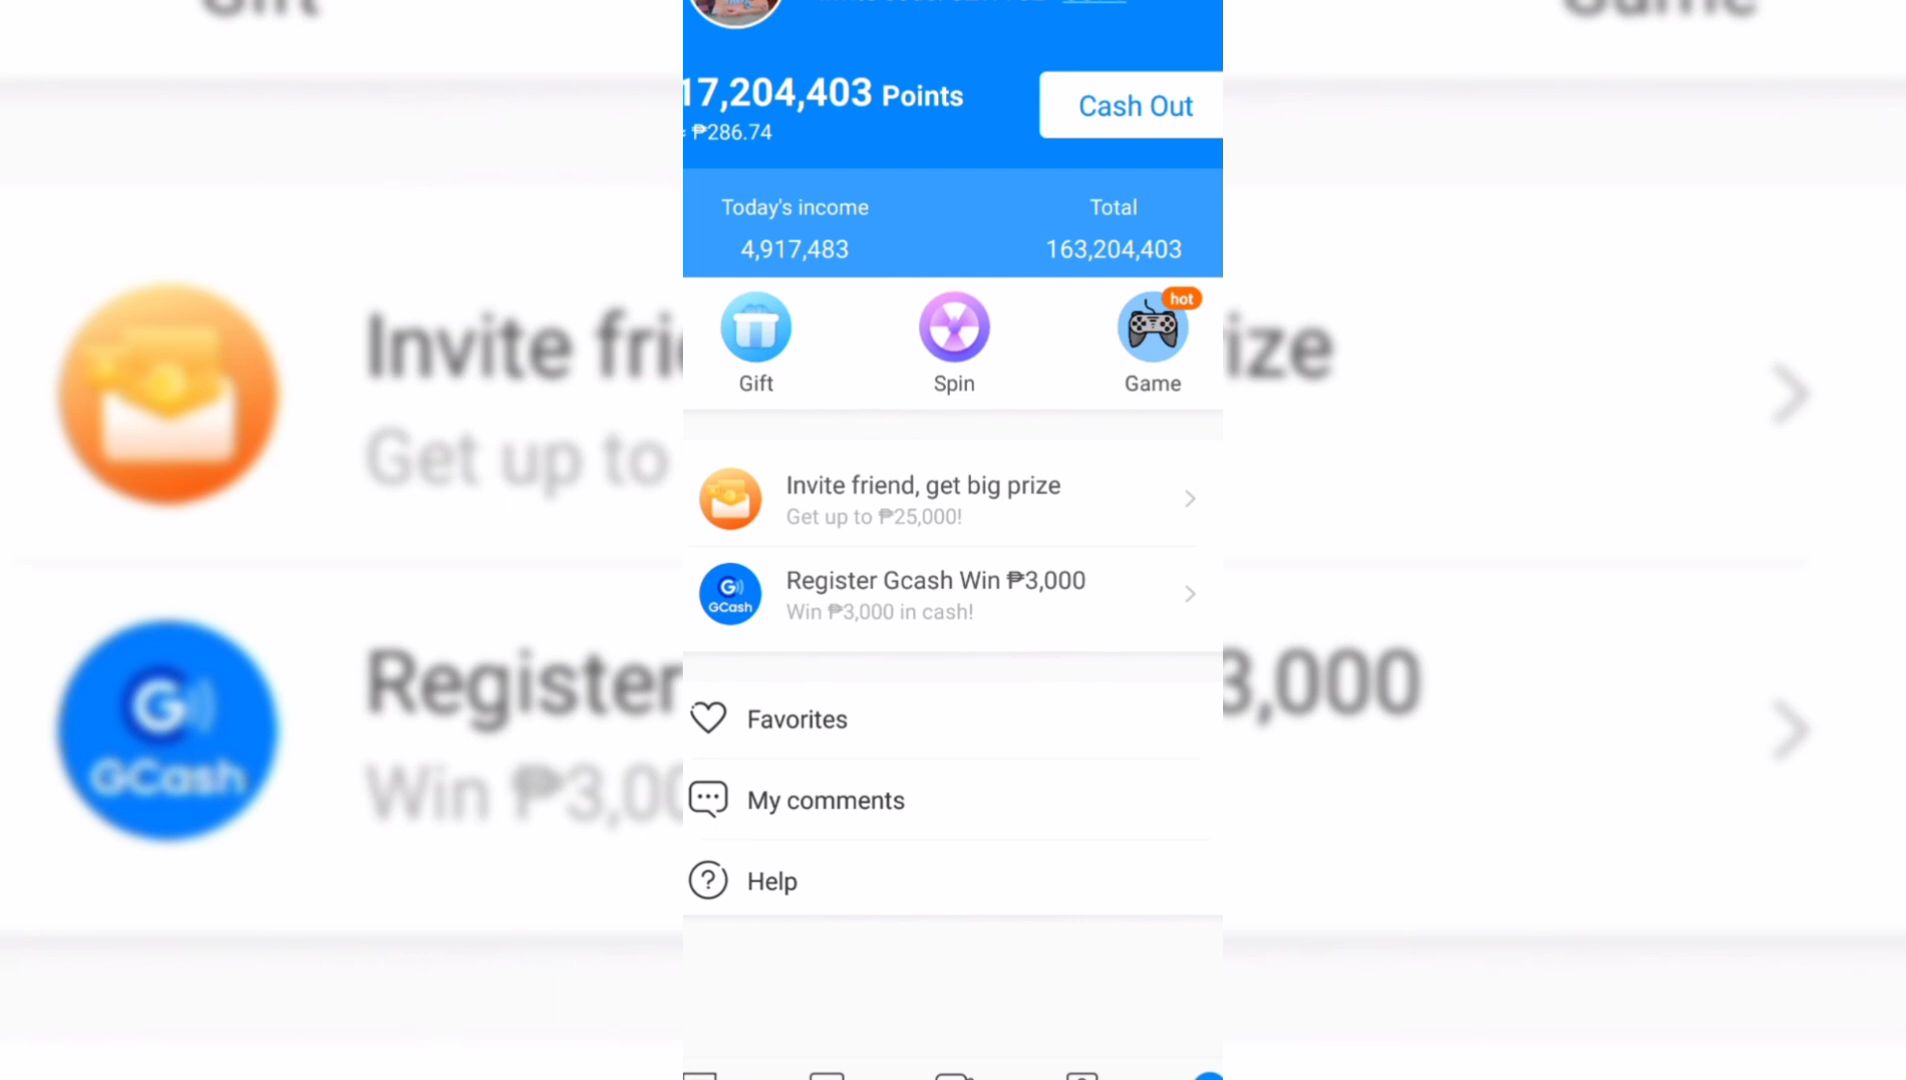 17,204,403 Points
₱286.74
Cash Out
Today's income
Total
4,917,483
163,204,403
hot
Gift
Spin
Game
Invite friend, get big prize
Get up to ₱25,000!
G
GCash
Register Gcash Win ₱3,000
Win ₱3,000 in cash!
Favorites
My comments
Help
Invite fri
ize
Get up to
G
GCash
Register
3,000
Win ₱3,00